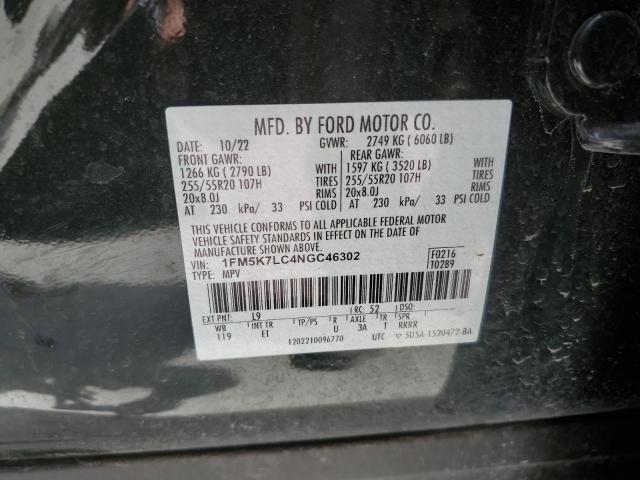 MFD. BY FORD MOTOR CO.
DATE: 10/22 GVWR: 2749 KG ( 6060 LB)
FRONT GAWR: REAR GAWR:
1266 KG ( 2790 LB) WITH 1597 KG ( 3520 LB) WITH
255/55R20 107H TIRES 255/55R20 107H TIRES
20x8.0J RIMS 20x8.0J RIMS
AT 230 kPa/ 33 PSI COLD AT 230 kPa/ 33 PSI COLD
THIS VEHICLE CONFORMS TO ALL APPLICABLE FEDERAL MOTOR
VEHICLE SAFETY STANDARDS IN EFFECT ON THE DATE OF
MANUFACTURE SHOWN ABOVE.
VIN: 1FM5K7LC4NGC46302 F0216
TYPE: MPV T0289
EXT PNT: L9 RC: 52 DSO:
WB INT TR TP/PS R AXLE TR SPR
119 ET U 3A T RRRR
1202210096770 UTC 5U5A-1520472-BA